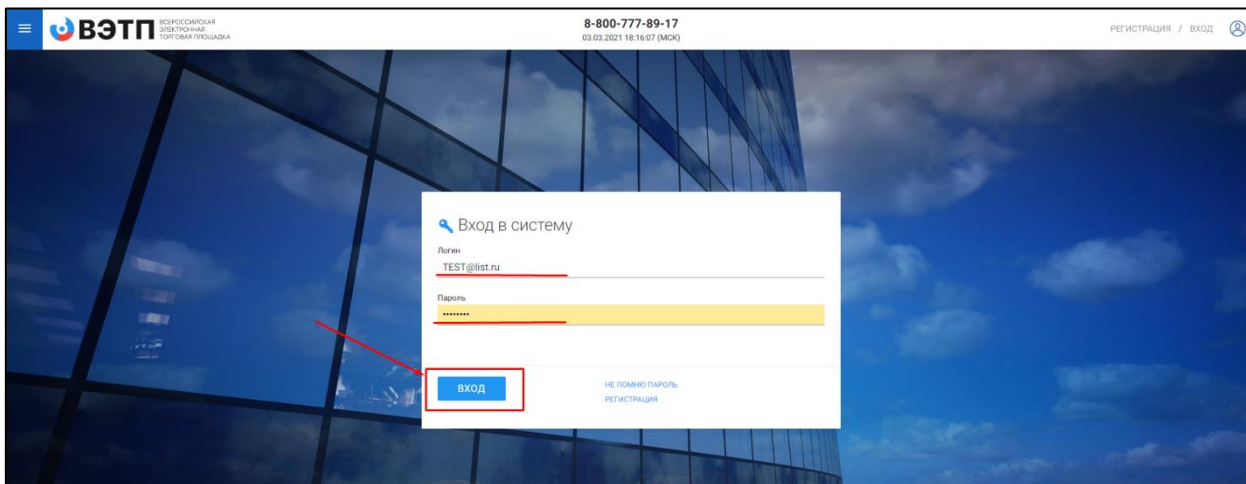 ВЭТП
ВСЕРОССИЙСКАЯ
ЭЛЕКТРОННАЯ
ТОРГОВАЯ ПЛОЩАДКА
8-800-777-89-17
03.03.2021 18:16:07 (МСК)
РЕГИСТРАЦИЯ / ВХОД
Вход в систему
Логин
TEST@list.ru
Пароль
••••••••
ВХОД
НЕ ПОМНЮ ПАРОЛЬ
РЕГИСТРАЦИЯ